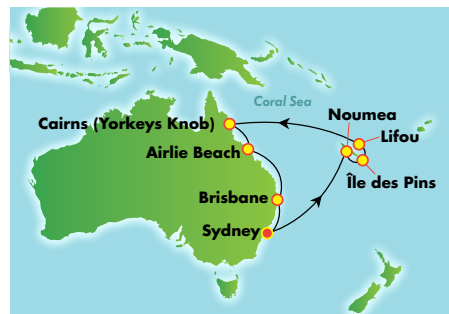 Coral Sea
Noumea
Cairns (Yorkeys Knob)
Lifou
Airlie Beach
Île des Pins
Brisbane
Sydney